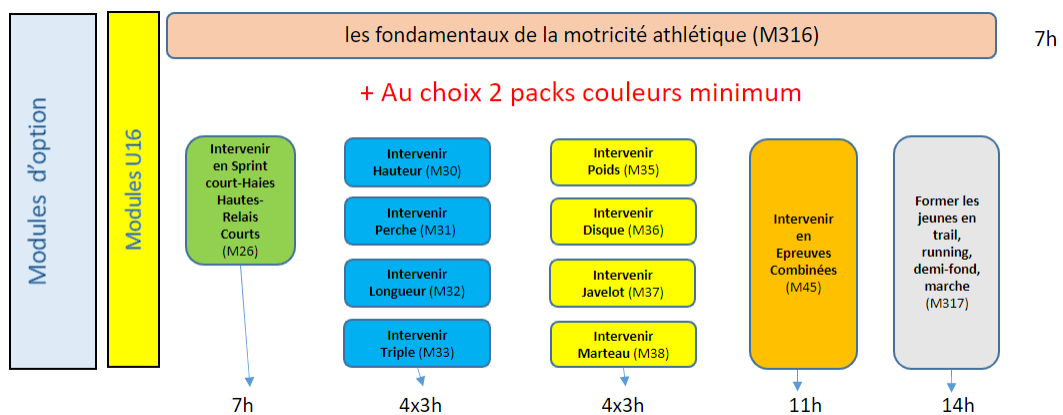 Modules d'option
Modules U16
les fondamentaux de la motricité athlétique (M316)
7h
+ Au choix 2 packs couleurs minimum
Intervenir
en Sprint
court-Haies
Hautes-
Relais
Courts
(M26)
7h
Intervenir
Hauteur (M30)
Intervenir
Perche (M31)
Intervenir
Longueur (M32)
Intervenir
Triple (M33)
4x3h
Intervenir
Poids (M35)
Intervenir
Disque (M36)
Intervenir
Javelot (M37)
Intervenir
Marteau (M38)
4x3h
Intervenir
en
Epreuves
Combinées
(M45)
11h
Former les
jeunes en
trail,
running,
demi-fond,
marche
(M317)
14h